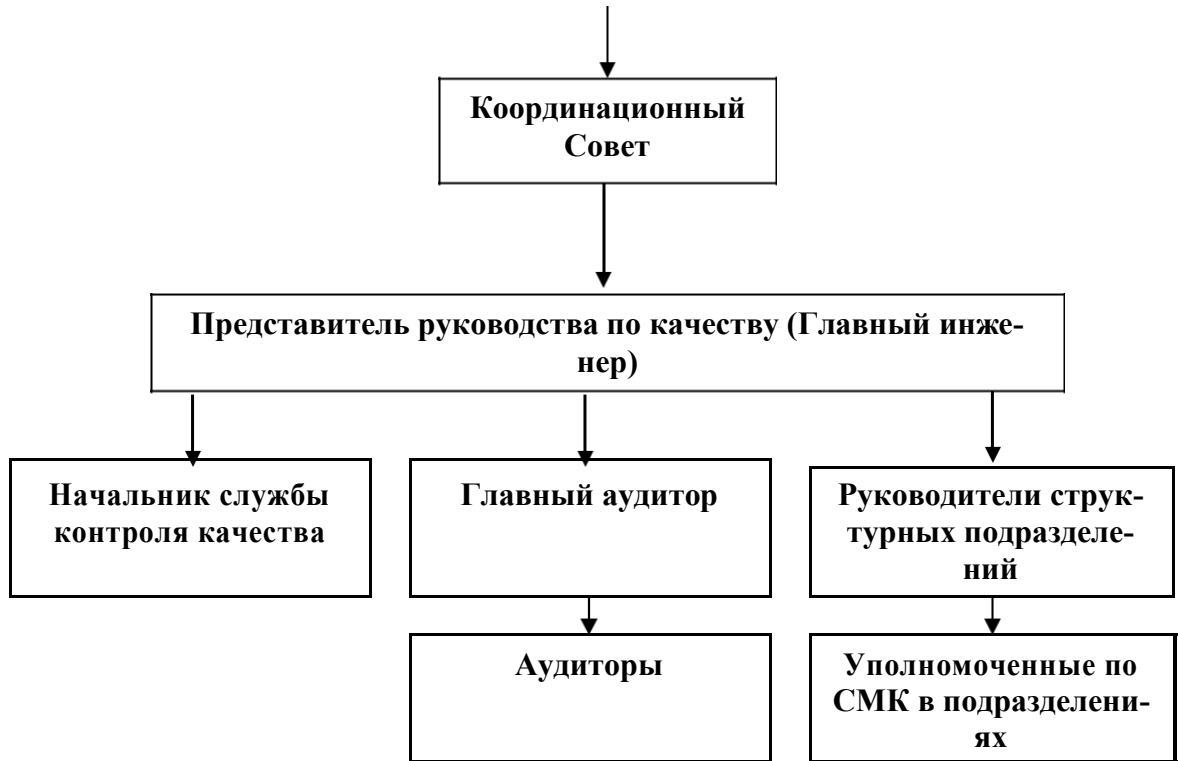 Координационный
Совет
Представитель руководства по качеству (Главный инже-
нер)
Начальник службы
контроля качества
Главный аудитор
Руководители струк-
турных подразделе-
ний
Аудиторы
Уполномоченные по
СМК в подразделени-
ях